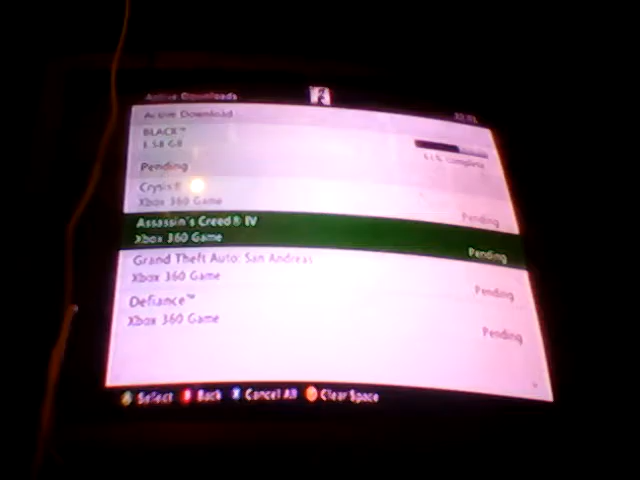 Active Downloads
Active Download
BLACK™
1.58 GB
61% complete
Pending
Crysis®
Xbox 360 Game
Pending
Assassin's Creed® IV
Xbox 360 Game
Pending
Grand Theft Auto: San Andreas
Xbox 360 Game
Pending
Defiance™
Xbox 360 Game
Pending
A Select X Cancel All Y Clear Space B Back